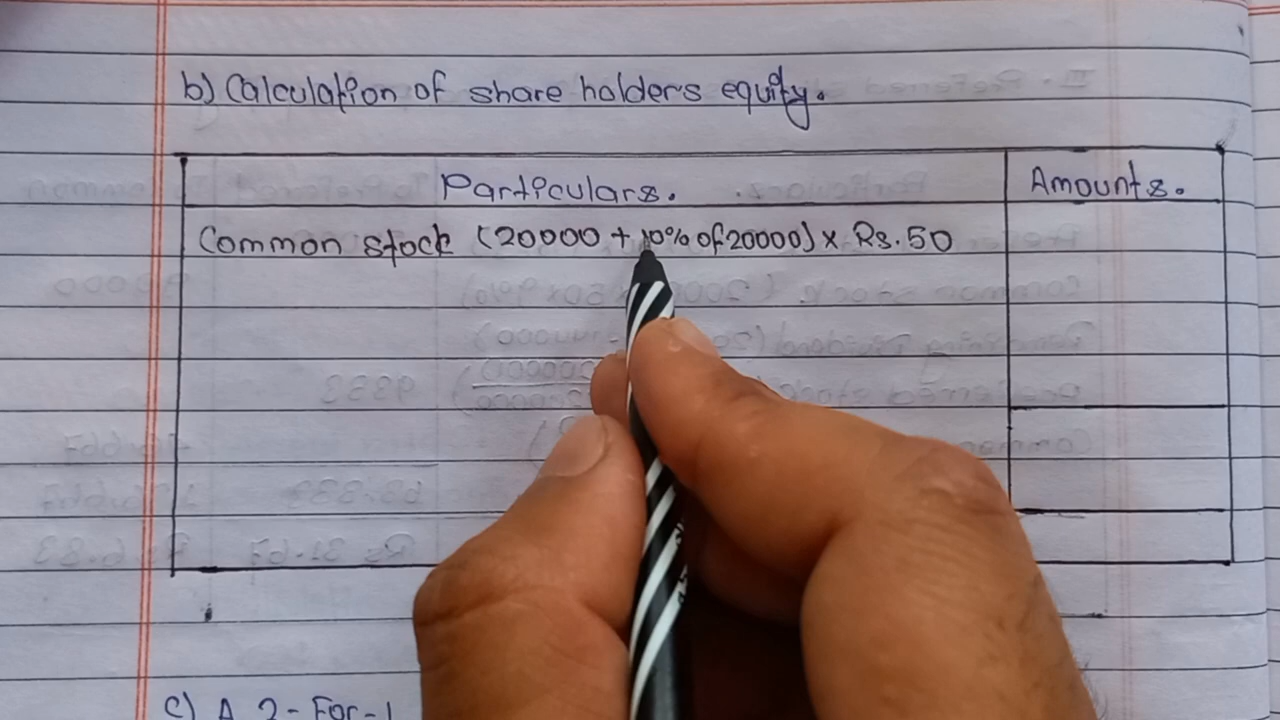 b) Calculation of share holders equity.
Particulars. Amounts.
Common stock (20000 + 10% of 20000) x Rs. 50
c) A 2-For-1